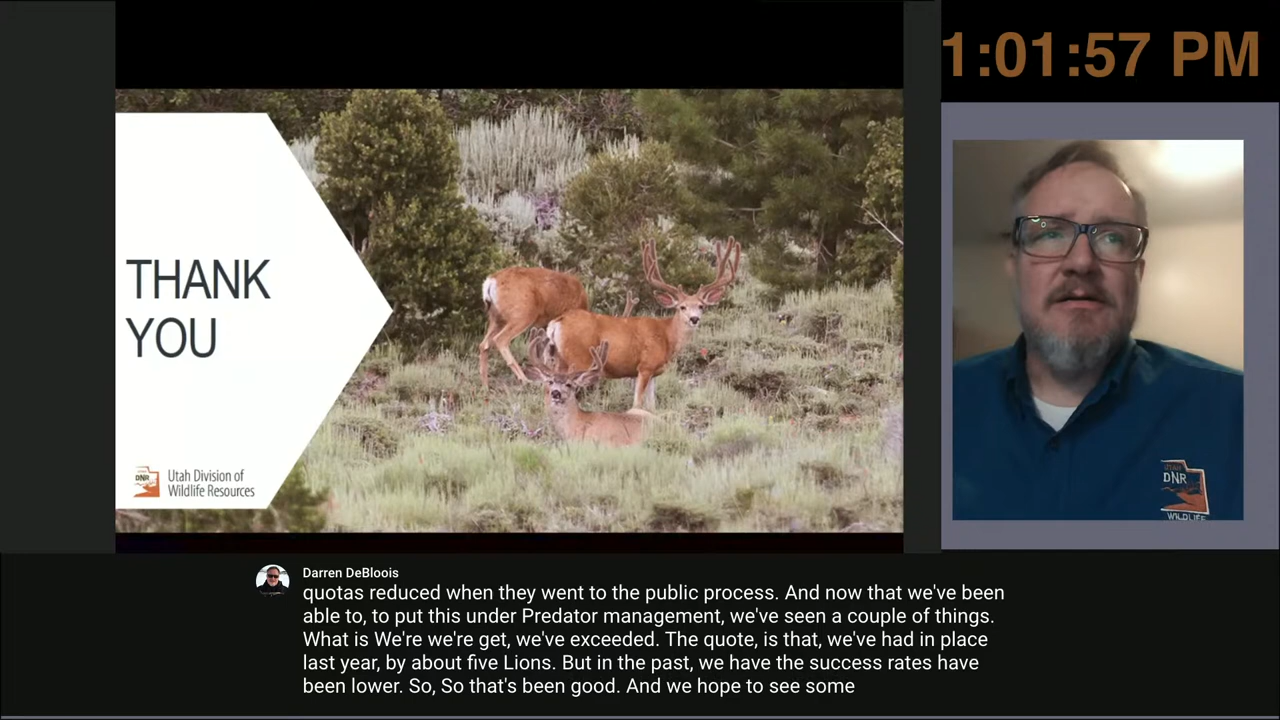 1:01:57 PM
THANK
YOU
DNR
Utah Division of
Wildlife Resources
UTAH
DNR
WILDLIFE
Darren DeBloois
quotas reduced when they went to the public process. And now that we've been
able to, to put this under Predator management, we've seen a couple of things.
What is We're we're get, we've exceeded. The quote, is that, we've had in place
last year, by about five Lions. But in the past, we have the success rates have
been lower. So, So that's been good. And we hope to see some